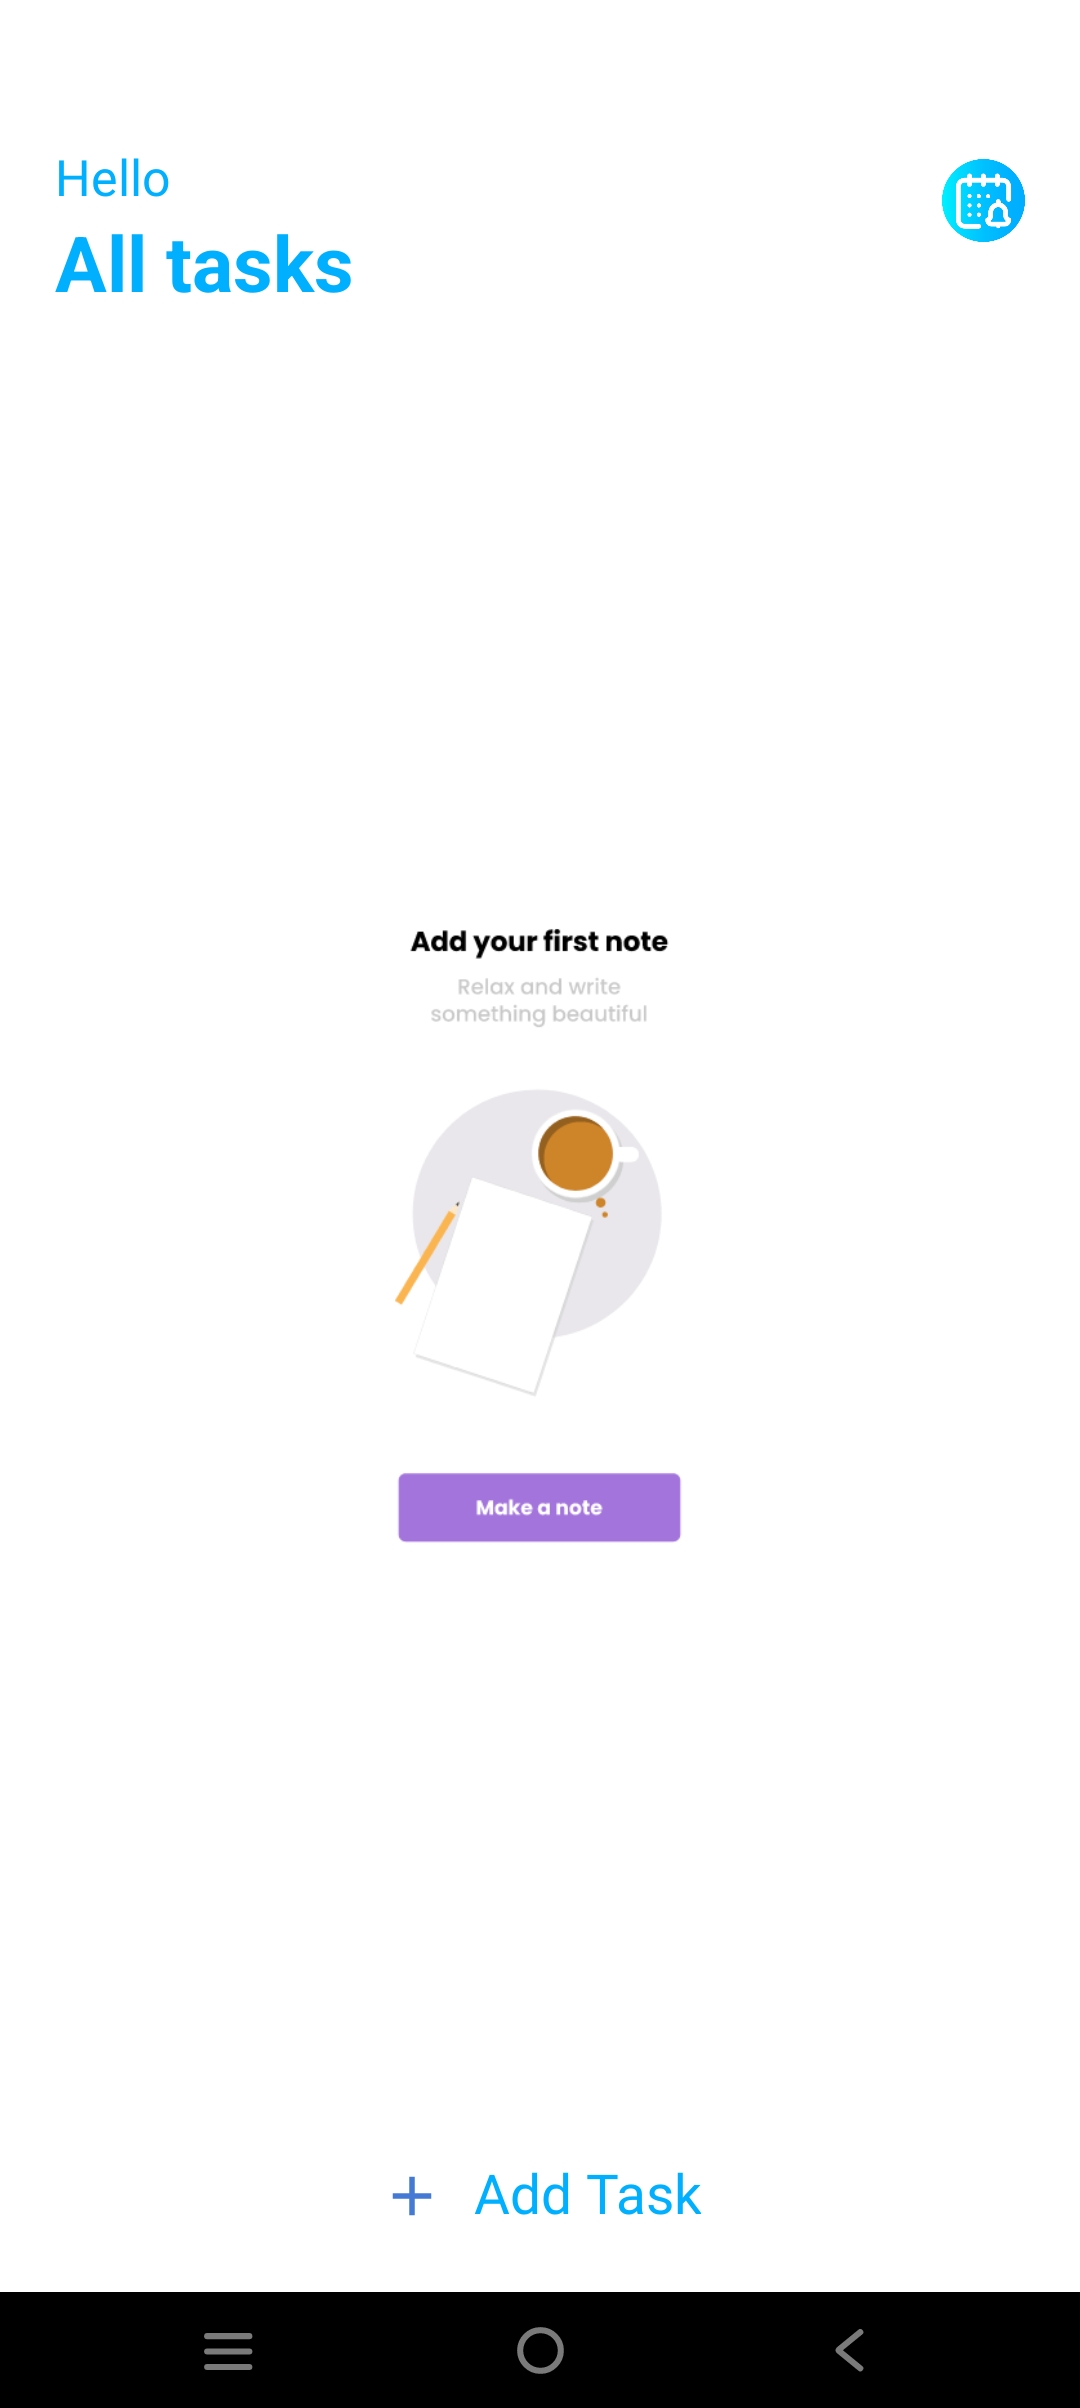 Hello
All tasks
Add your first note
Relax and write
something beautiful
Make a note
Add Task